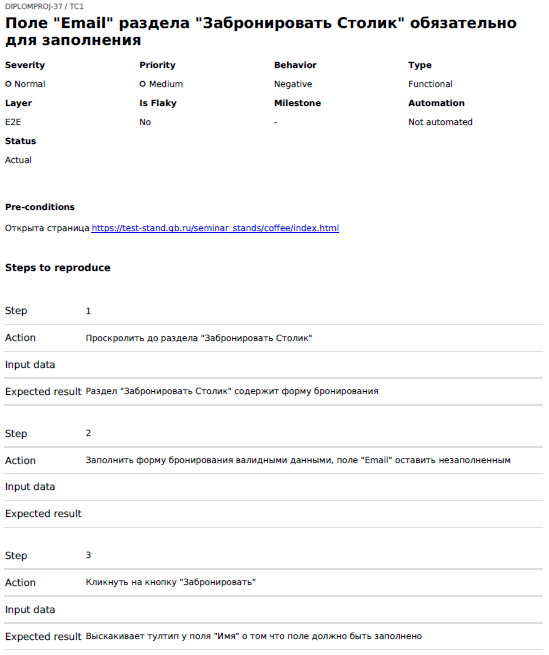 DIPLOMPROJ-37 / TC1
Поле "Email" раздела "Забронировать Столик" обязательно
для заполнения
Severity Priority Behavior Type
Normal Medium Negative Functional
Layer Is Flaky Milestone Automation
E2E No - Not automated
Status
Actual
Pre-conditions
Открыта страница https://test-stand.gb.ru/seminar_stands/coffee/index.html
Steps to reproduce
Step 1
Action Проскролить до раздела "Забронировать Столик"
Input data
Expected result Раздел "Забронировать Столик" содержит форму бронирования
Step 2
Action Заполнить форму бронирования валидными данными, поле "Email" оставить незаполненным
Input data
Expected result
Step 3
Action Кликнуть на кнопку "Забронировать"
Input data
Expected result Выскакивает тултип у поля "Имя" о том что поле должно быть заполнено